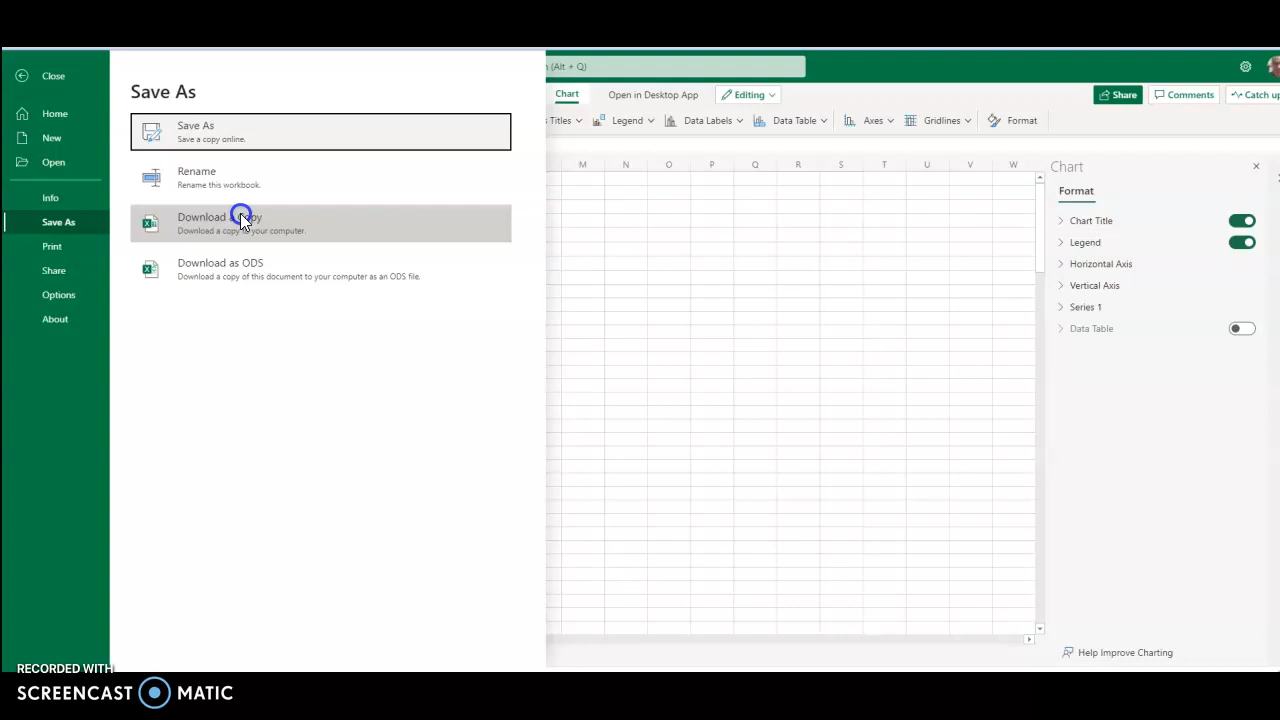 Close
Home
New
Open
Info
Save As
Print
Share
Options
About
Save As
Save As
Save a copy online.
Rename
Rename this workbook.
Download a copy
Download a copy to your computer.
Download as ODS
Download a copy of this document to your computer as an ODS file.
(Alt + Q)
Chart
Open in Desktop App
Editing
Share
Comments
Catch up
Titles
Legend
Data Labels
Data Table
Axes
Gridlines
Format
M N O P Q R S T U V W
Chart
Format
Chart Title
Legend
Horizontal Axis
Vertical Axis
Series 1
Data Table
Help Improve Charting
RECORDED WITH
SCREENCAST MATIC